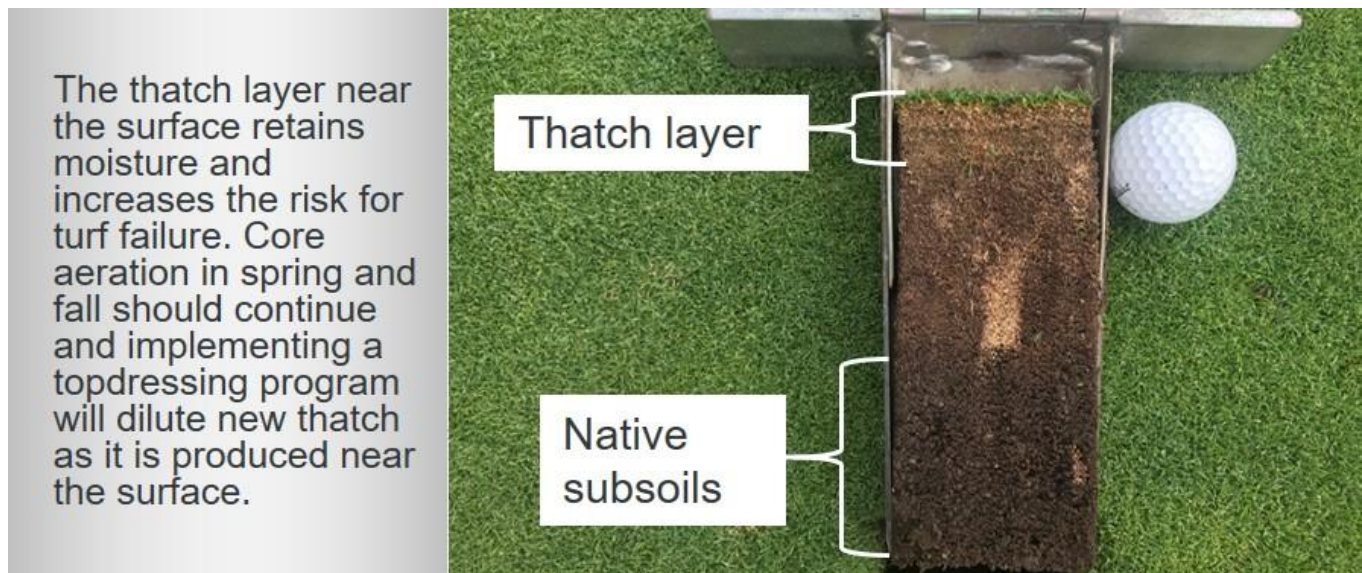 The thatch layer near
the surface retains
moisture and
increases the risk for
turf failure. Core
aeration in spring and
fall should continue
and implementing a
topdressing program
will dilute new thatch
as it is produced near
the surface.
Thatch layer
Native
subsoils